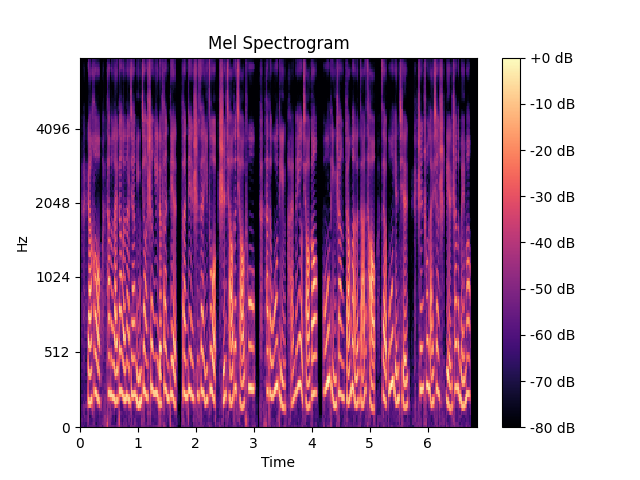 Mel Spectrogram
Hz
4096
2048
1024
512
0
0 1 2 3 4 5 6
Time
+0 dB
-10 dB
-20 dB
-30 dB
-40 dB
-50 dB
-60 dB
-70 dB
-80 dB